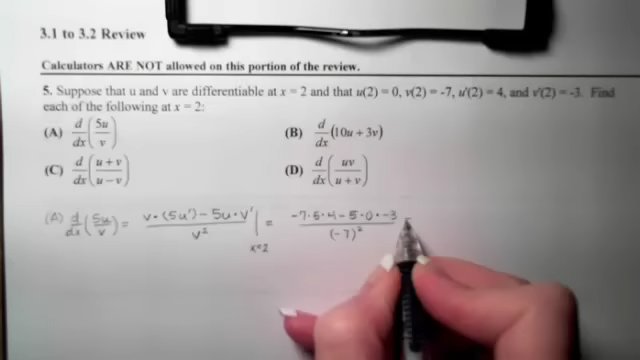 3.1 to 3.2 Review
Calculators ARE NOT allowed on this portion of the review.
5. Suppose that u and v are differentiable at x = 2 and that u(2) = 0, v(2) = -7, u'(2) = 4, and v'(2) = -3. Find
each of the following at x = 2:
(A) d/dx (5u/v) (B) d/dx (10u + 3v)
(C) d/dx ((u + v)/(u − v)) (D) d/dx (uv/(u + v))
(A) d/dx (5u/v) = (v • (5u') − 5u • v')/v² | x=2 = (-7 • 5 • 4 − 5 • 0 • -3)/(-7)² =